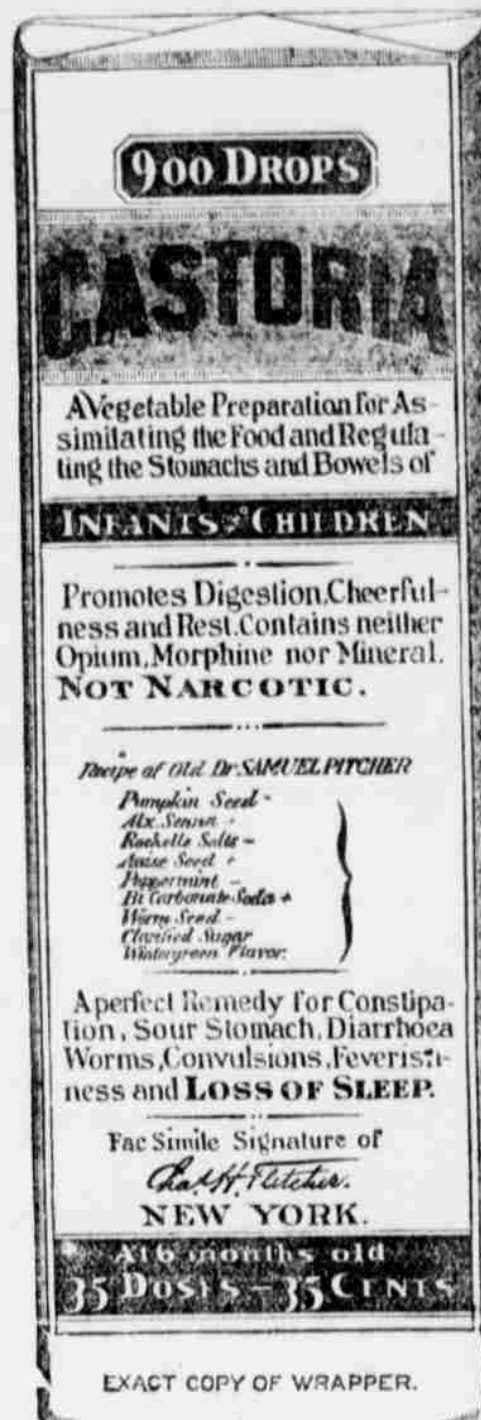 900 DROPS
CASTORIA
A Vegetable Preparation for As-
similating the Food and Regula-
ting the Stomachs and Bowels of
INFANTS & CHILDREN
Promotes Digestion, Cheerful-
ness and Rest. Contains neither
Opium, Morphine nor Mineral.
NOT NARCOTIC.
Recipe of Old Dr. SAMUEL PITCHER
Pumpkin Seed -
Alx. Senna +
Rochelle Salts -
Anise Seed +
Peppermint -
Bi Carbonate Soda +
Worm Seed -
Clarified Sugar
Wintergreen Flavor.
A perfect Remedy for Constipa-
tion, Sour Stomach, Diarrhoea
Worms, Convulsions, Feverish-
ness and LOSS OF SLEEP.
Fac Simile Signature of
Chas. H. Fletcher.
NEW YORK.
At 6 months old
35 DOSES – 35 CENTS
EXACT COPY OF WRAPPER.